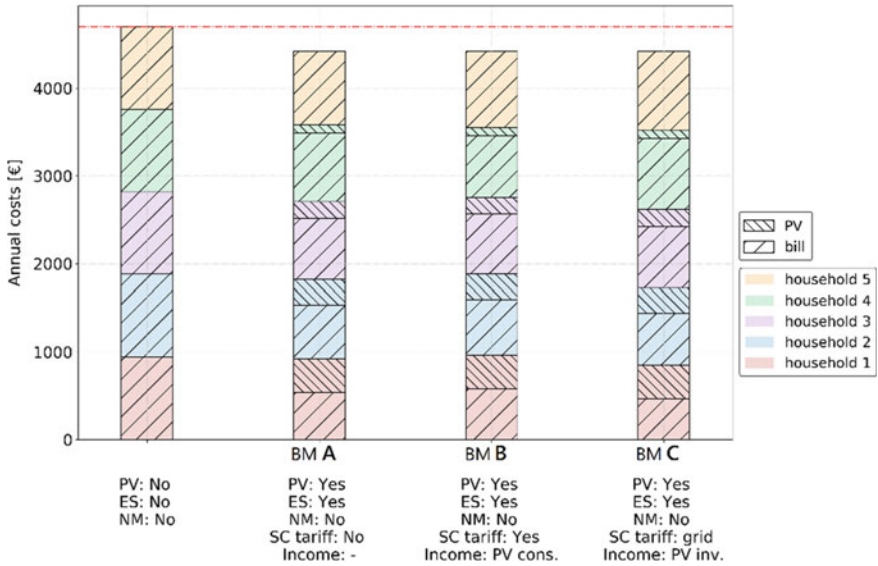 Annual costs [€]
4000
3000
2000
1000
0
PV
bill
household 5
household 4
household 3
household 2
household 1
BM A
BM B
BM C
PV: No
ES: No
NM: No
PV: Yes
ES: Yes
NM: No
SC tariff: No
Income: -
PV: Yes
ES: Yes
NM: No
SC tariff: Yes
Income: PV cons.
PV: Yes
ES: Yes
NM: No
SC tariff: grid
Income: PV inv.